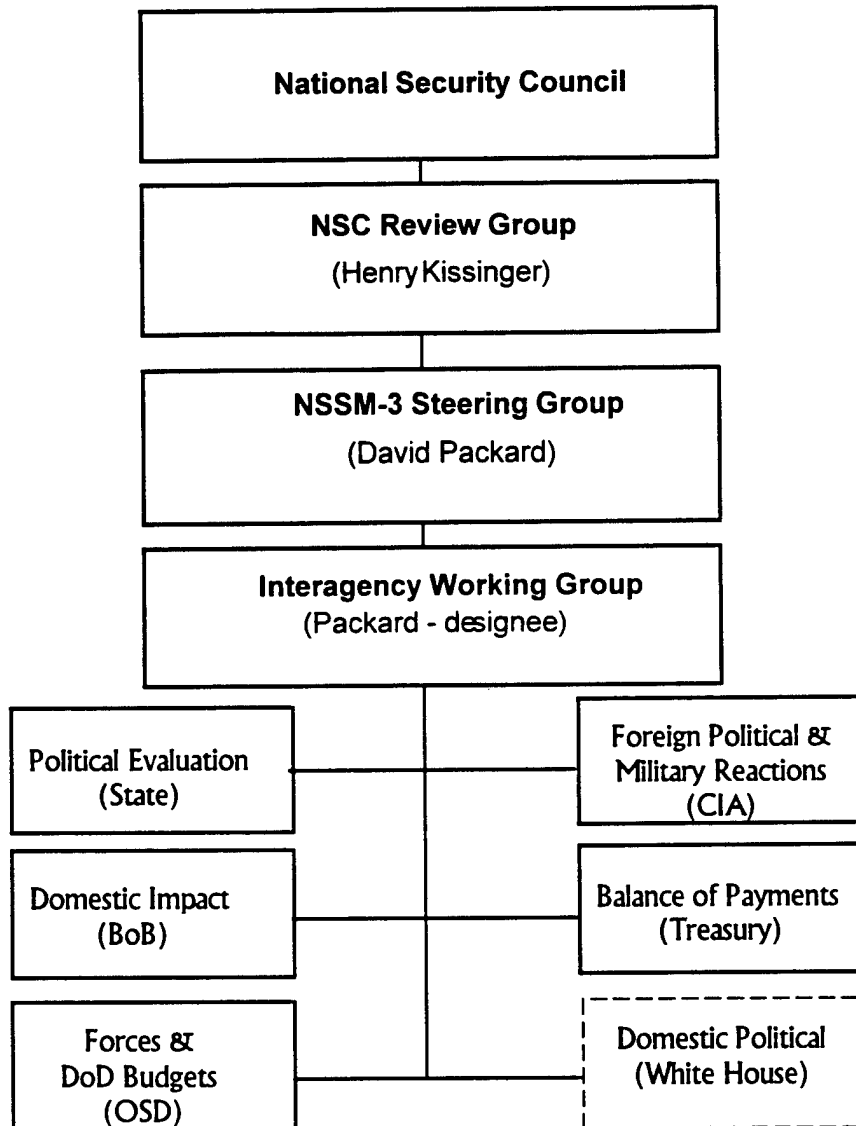 National Security Council
NSC Review Group
(Henry Kissinger)
NSSM-3 Steering Group
(David Packard)
Interagency Working Group
(Packard - designee)
Political Evaluation
(State)
Foreign Political &
Military Reactions
(CIA)
Domestic Impact
(BoB)
Balance of Payments
(Treasury)
Forces &
DoD Budgets
(OSD)
Domestic Political
(White House)